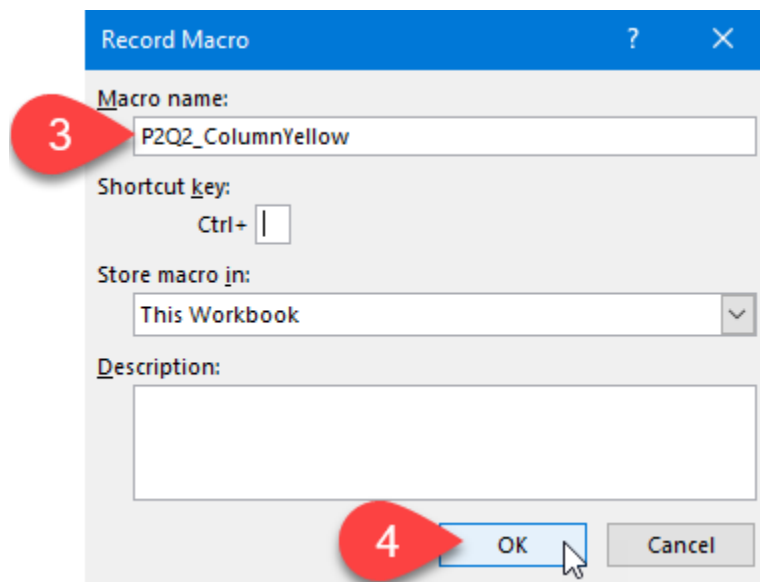 Record Macro ? ×
Macro name:
3
P2Q2_ColumnYellow
Shortcut key:
Ctrl+
Store macro in:
This Workbook
Description:
4
OK Cancel